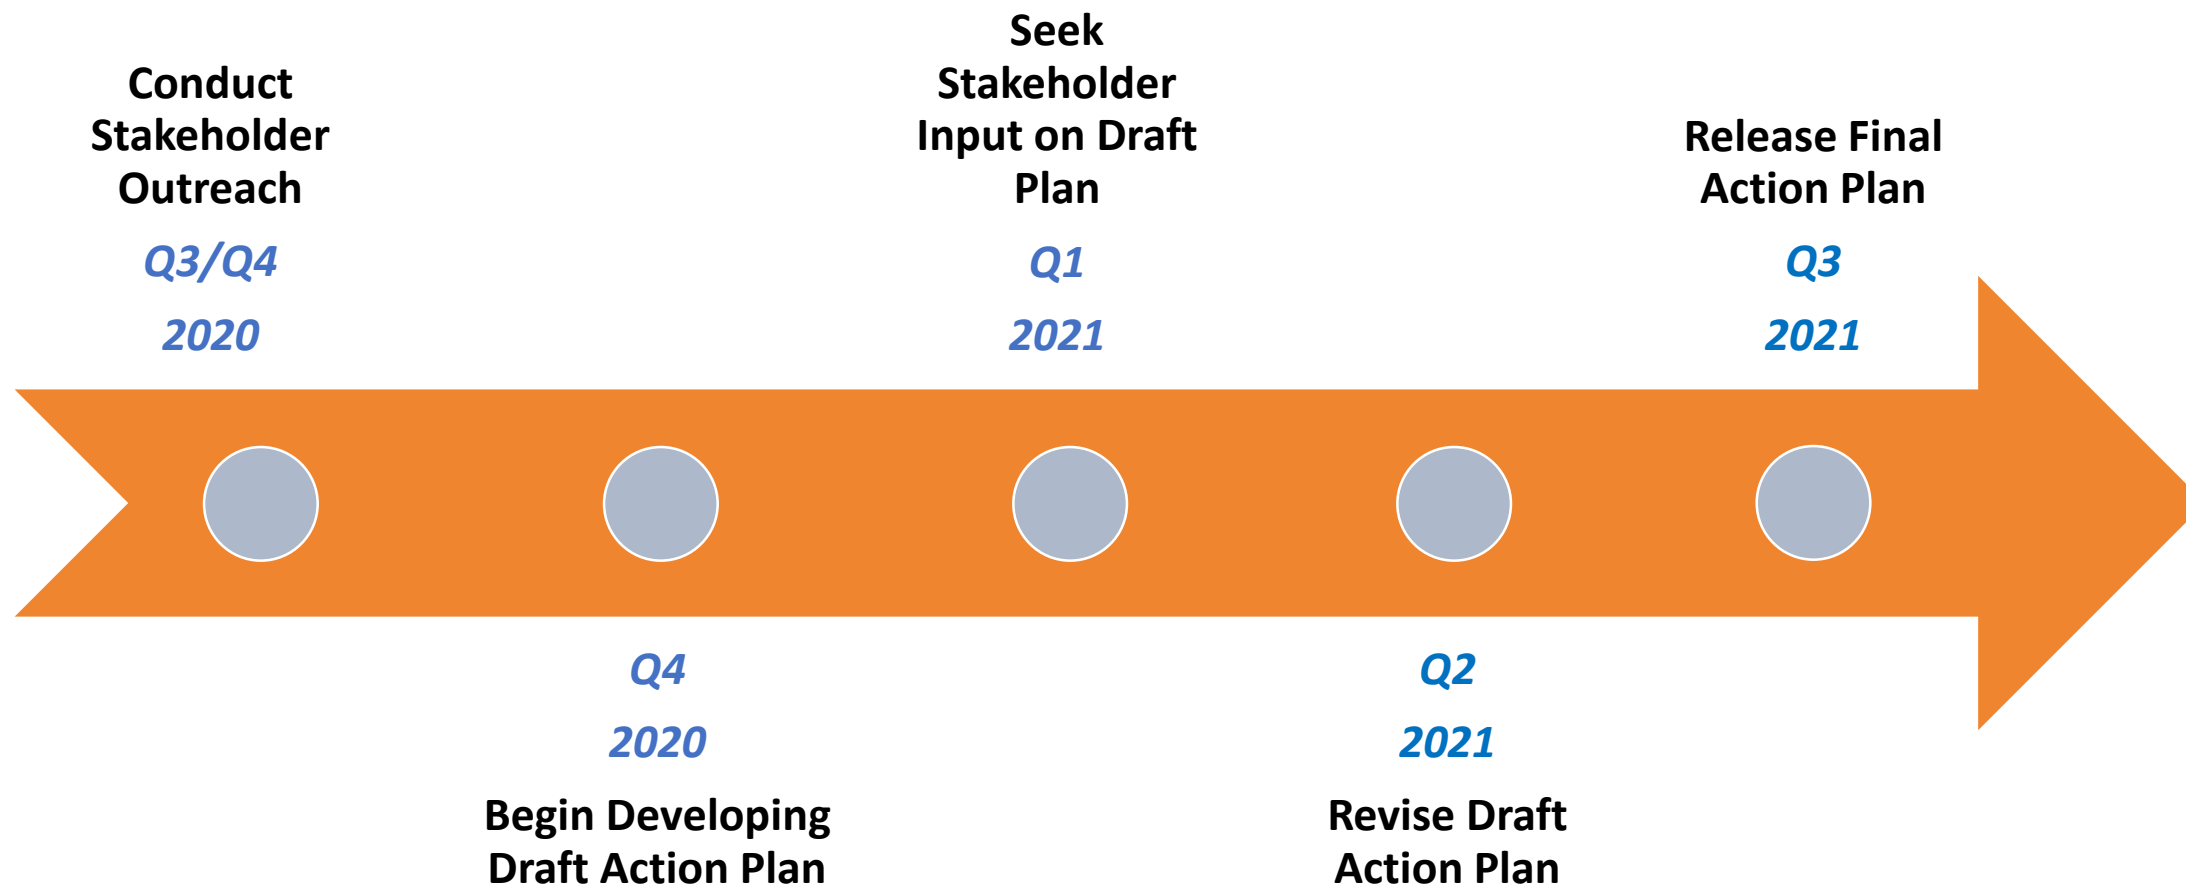 Conduct
Stakeholder
Outreach
Q3/Q4
2020
Q4
2020
Begin Developing
Draft Action Plan
Seek
Stakeholder
Input on Draft
Plan
Q1
2021
Q2
2021
Revise Draft
Action Plan
Release Final
Action Plan
Q3
2021